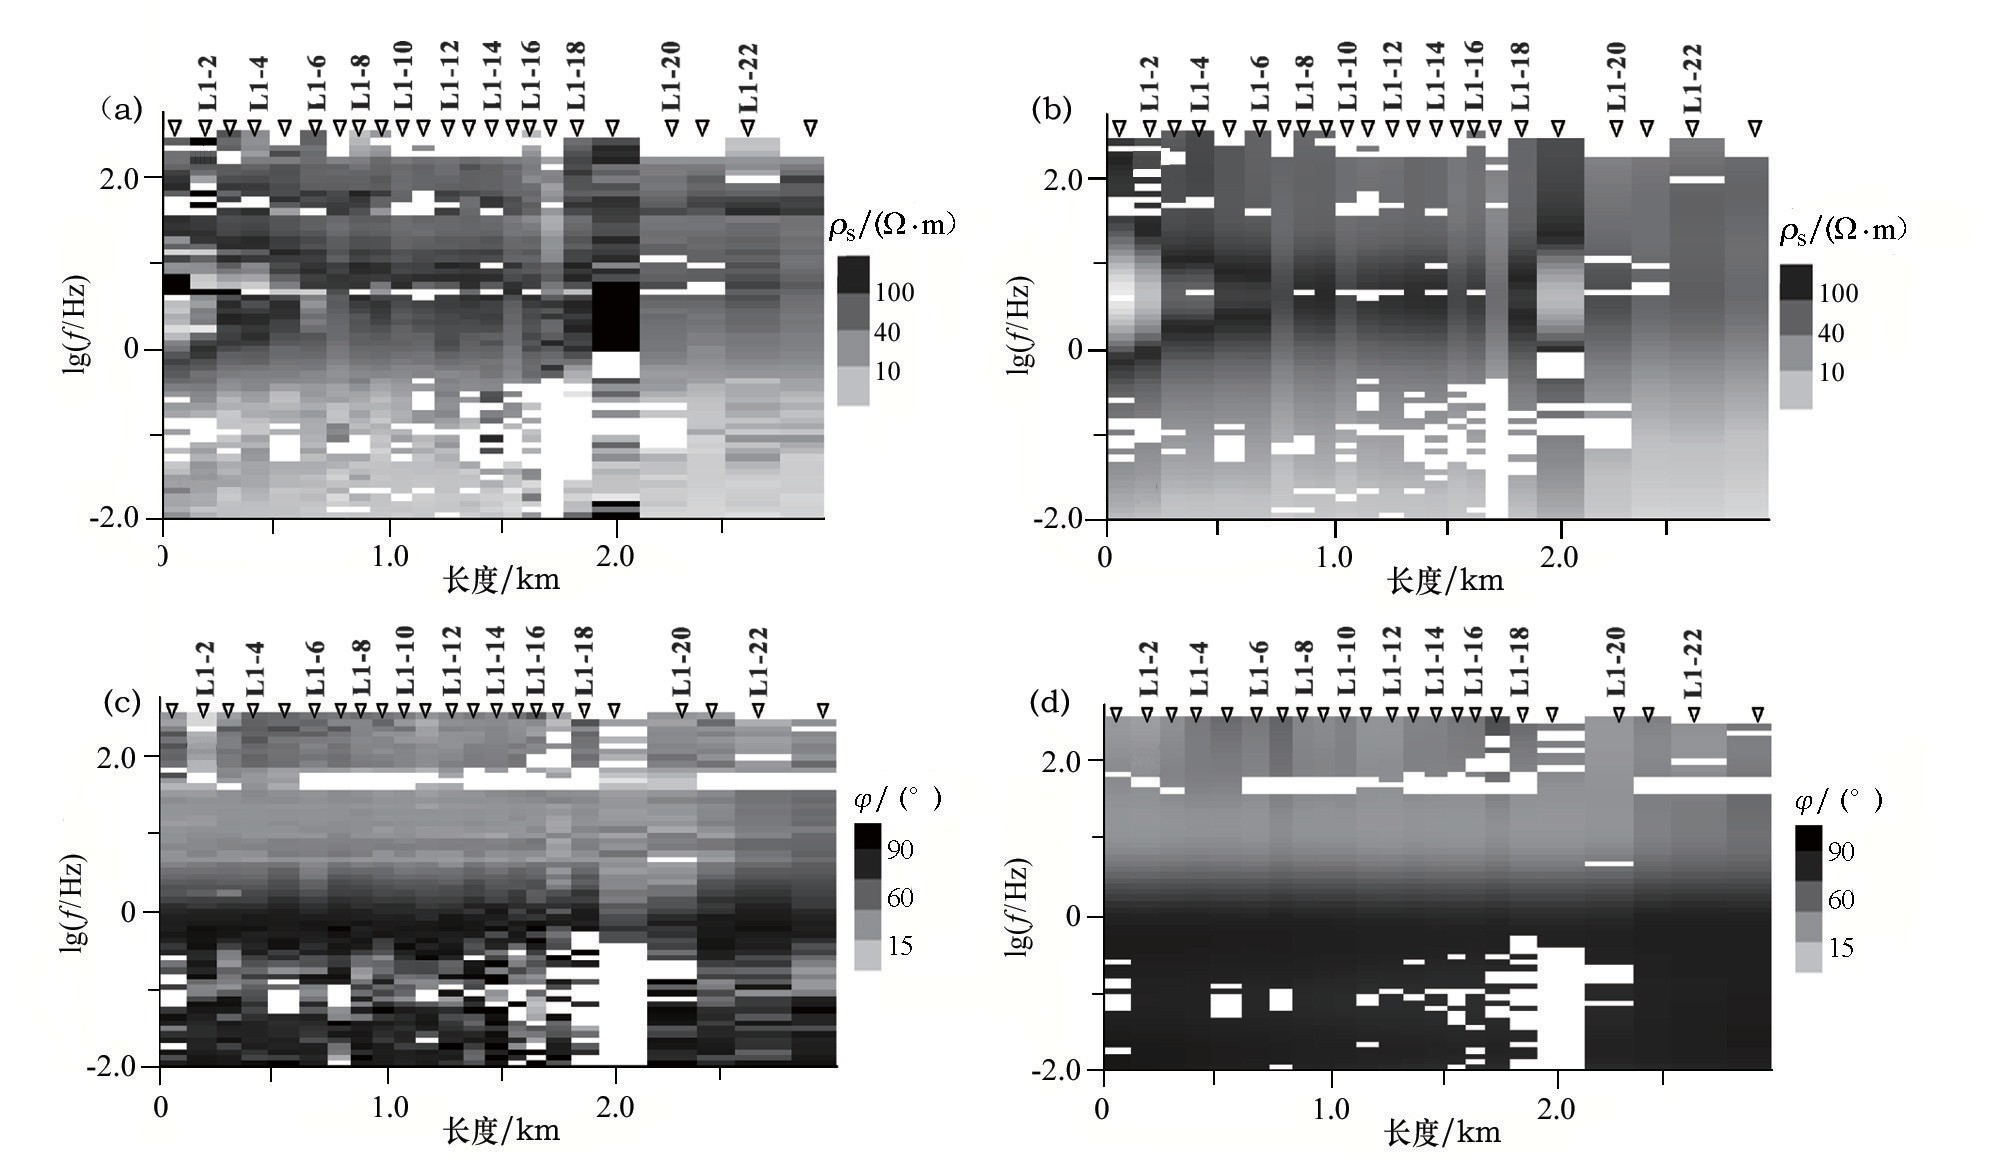 (a)
L1-2 L1-4 L1-6 L1-8 L1-10 L1-12 L1-14 L1-16 L1-18 L1-20 L1-22
2.0
0
-2.0
lg(f/Hz)
0 1.0 2.0
长度/km
ρs/(Ω·m)
100
40
10
(b)
L1-2 L1-4 L1-6 L1-8 L1-10 L1-12 L1-14 L1-16 L1-18 L1-20 L1-22
2.0
0
-2.0
lg(f/Hz)
0 1.0 2.0
长度/km
ρs/(Ω·m)
100
40
10
(c)
L1-2 L1-4 L1-6 L1-8 L1-10 L1-12 L1-14 L1-16 L1-18 L1-20 L1-22
2.0
0
-2.0
lg(f/Hz)
0 1.0 2.0
长度/km
φ/(°)
90
60
15
(d)
L1-2 L1-4 L1-6 L1-8 L1-10 L1-12 L1-14 L1-16 L1-18 L1-20 L1-22
2.0
0
-2.0
lg(f/Hz)
0 1.0 2.0
长度/km
φ/(°)
90
60
15